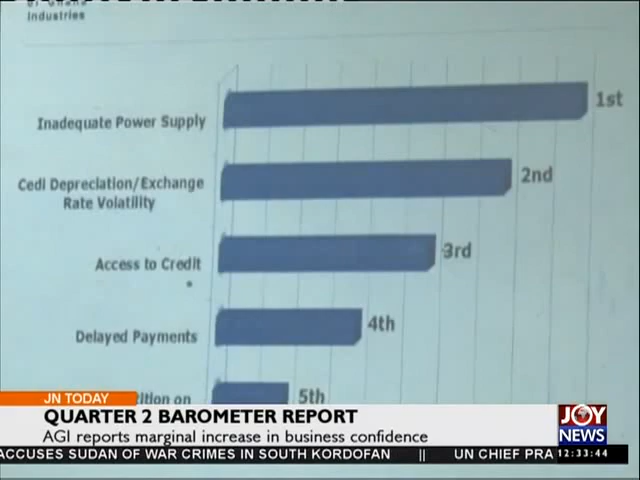 Industries
Inadequate Power Supply
1st
Cedi Depreciation/Exchange
Rate Volatility
2nd
Access to Credit
3rd
Delayed Payments
4th
on
5th
JN TODAY
QUARTER 2 BAROMETER REPORT
AGI reports marginal increase in business confidence
JOY
NEWS
ACCUSES SUDAN OF WAR CRIMES IN SOUTH KORDOFAN || UN CHIEF PRA
12:33:44